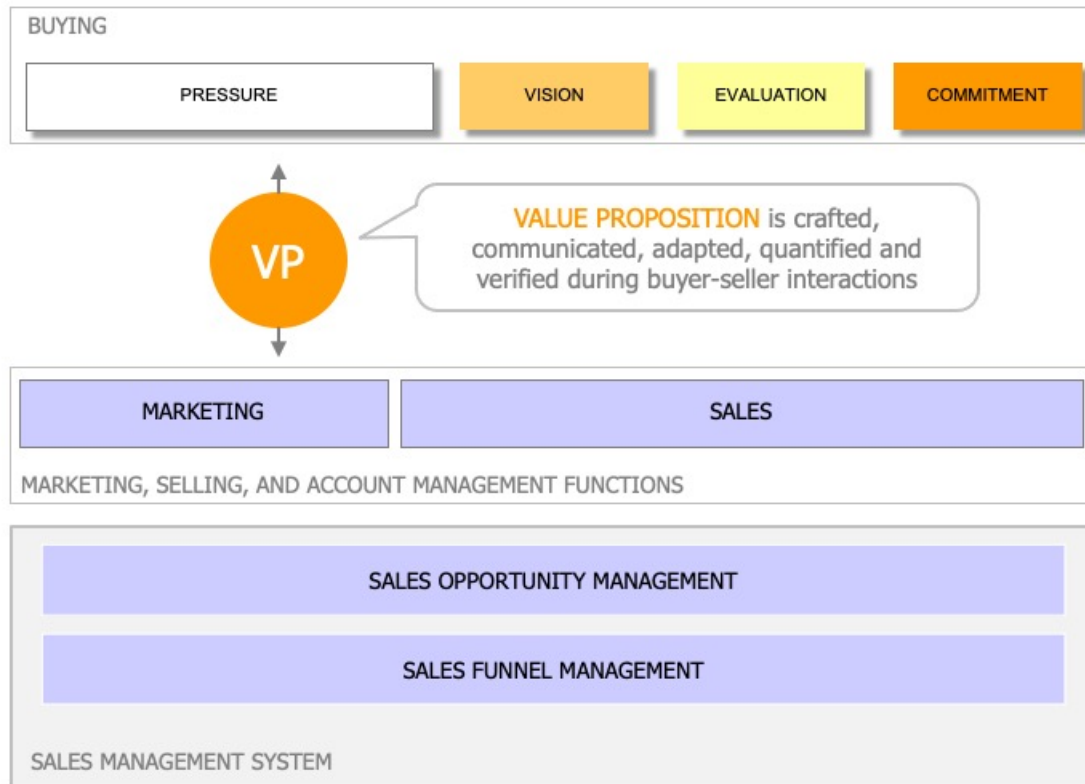 BUYING
PRESSURE
VISION
EVALUATION
COMMITMENT
VP
VALUE PROPOSITION is crafted,
communicated, adapted, quantified and
verified during buyer-seller interactions
MARKETING
SALES
MARKETING, SELLING, AND ACCOUNT MANAGEMENT FUNCTIONS
SALES OPPORTUNITY MANAGEMENT
SALES FUNNEL MANAGEMENT
SALES MANAGEMENT SYSTEM